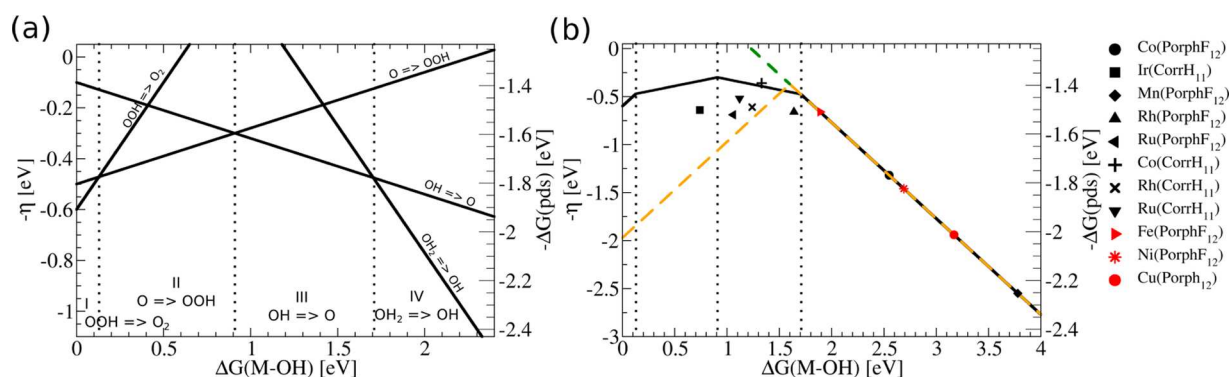 (a)
0
-0.2
-0.4
-0.6
-0.8
-1
-η [eV]
OOH => O2
O => OOH
OH => O
OH2 => OH
I
OOH => O2
II
O => OOH
III
OH => O
IV
OH2 => OH
-1.4
-1.6
-1.8
-2
-2.2
-2.4
-ΔG(pds) [eV]
0 1 2
ΔG(M-OH) [eV]
(b)
0
-0.5
-1
-1.5
-2
-2.5
-3
-η [eV]
-1.4
-1.6
-1.8
-2
-2.2
-2.4
-ΔG(pds) [eV]
0 0.5 1 1.5 2 2.5 3 3.5 4
ΔG(M-OH) [eV]
Co(PorphF12)
Ir(CorrH11)
Mn(PorphF12)
Rh(PorphF12)
Ru(PorphF12)
Co(CorrH11)
Rh(CorrH11)
Ru(CorrH11)
Fe(PorphF12)
Ni(PorphF12)
Cu(Porph12)